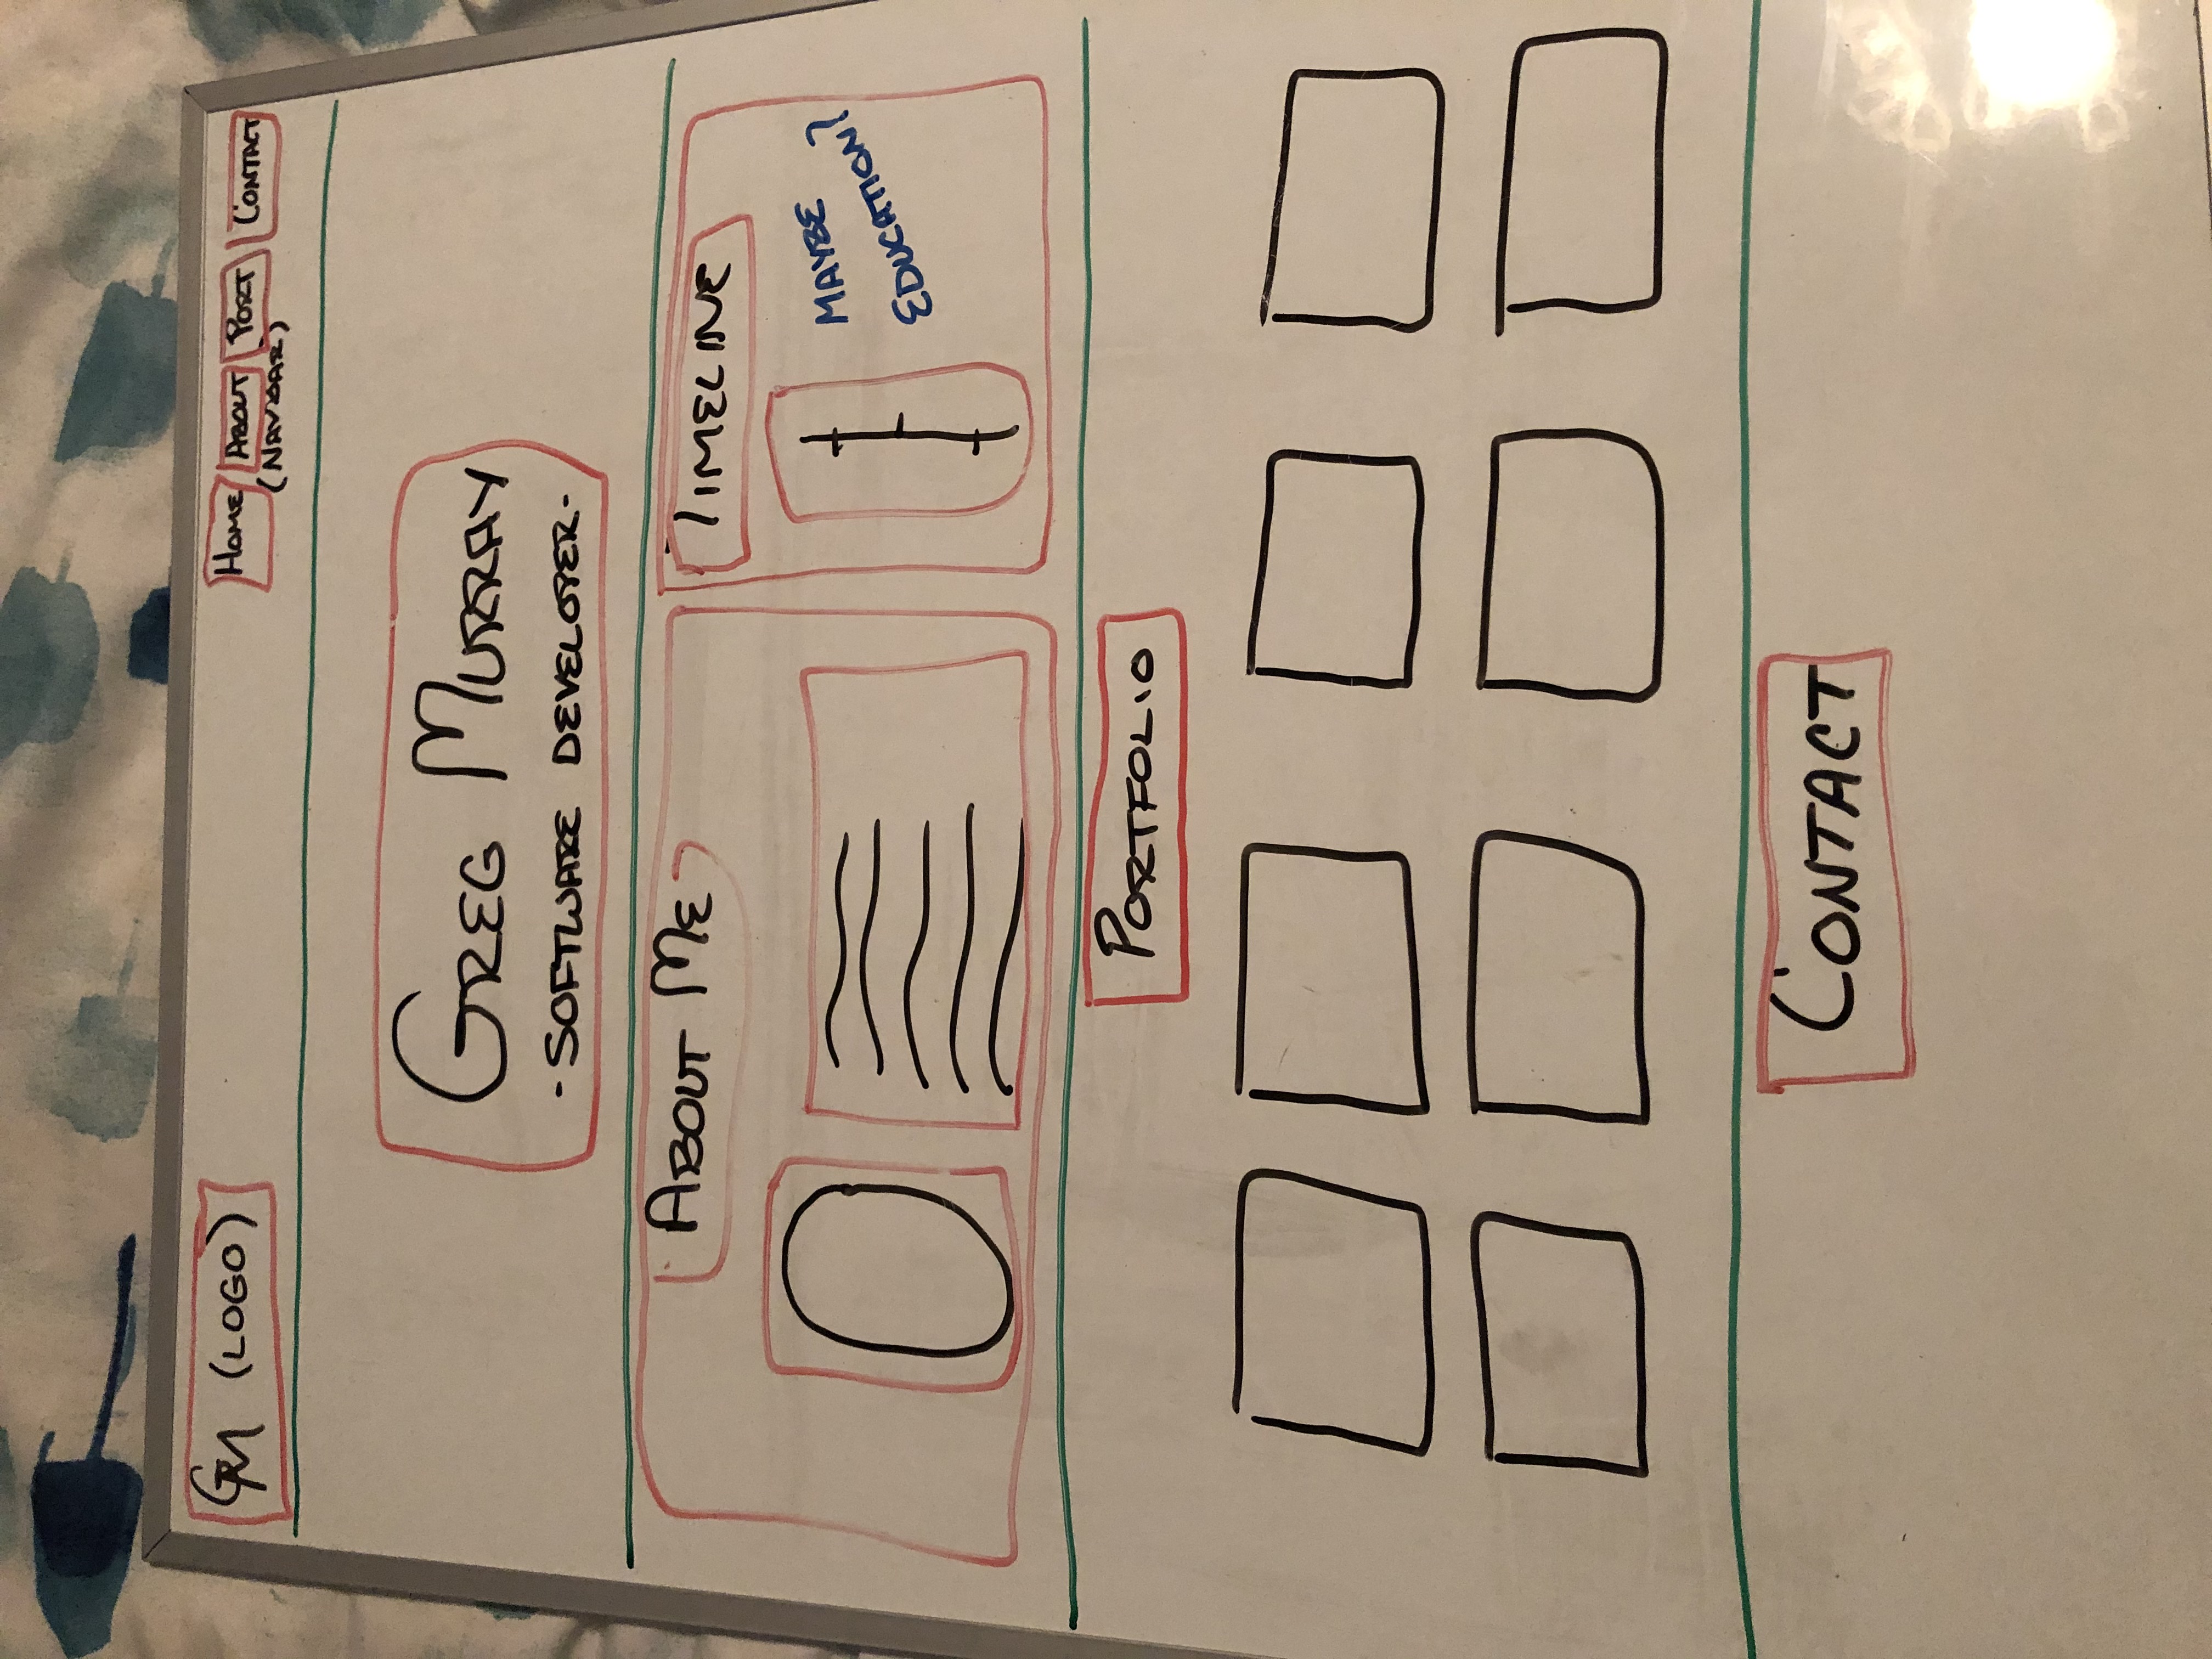 GM (LOGO)
HOME ABOUT PORT CONTACT
(NAVBAR)
GREG MURRAY
-SOFTWARE DEVELOPER-
ABOUT ME
TIMELINE
MAYBE
EDUCATION?
PORTFOLIO
CONTACT